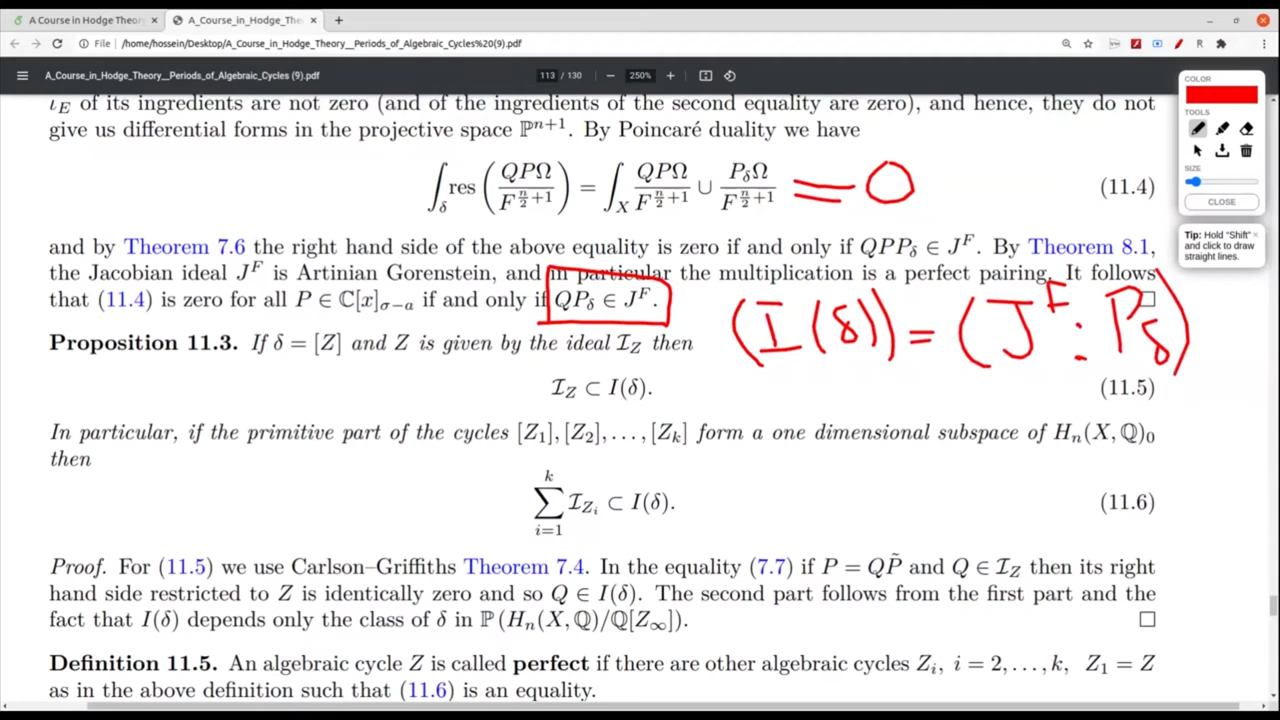 A Course in Hodge Theory
A_Course_in_Hodge_The
File
/home/hossein/Desktop/A_Course_in_Hodge_Theory__Periods_of_Algebraic_Cycles%20(9).pdf
A_Course_in_Hodge_Theory__Periods_of_Algebraic_Cycles (9).pdf
113 / 130
250%
COLOR
TOOLS
SIZE
CLOSE
Tip: Hold "Shift"
and click to draw
straight lines.
ι_E of its ingredients are not zero (and of the ingredients of the second equality are zero), and hence, they do not
give us differential forms in the projective space ℙ^{n+1}. By Poincaré duality we have
∫_δ res (QPΩ / F^{n/2+1}) = ∫_X QPΩ / F^{n/2+1} ∪ P_δΩ / F^{n/2+1} = 0 (11.4)
and by Theorem 7.6 the right hand side of the above equality is zero if and only if QPP_δ ∈ J^F. By Theorem 8.1,
the Jacobian ideal J^F is Artinian Gorenstein, and in particular the multiplication is a perfect pairing. It follows
that (11.4) is zero for all P ∈ ℂ[x]_{σ−a} if and only if QP_δ ∈ J^F. □
(I(δ)) = (J^F : P_δ)
Proposition 11.3. If δ = [Z] and Z is given by the ideal I_Z then
I_Z ⊂ I(δ). (11.5)
In particular, if the primitive part of the cycles [Z_1], [Z_2], . . . , [Z_k] form a one dimensional subspace of H_n(X, ℚ)_0
then
∑_{i=1}^{k} I_{Z_i} ⊂ I(δ). (11.6)
Proof. For (11.5) we use Carlson–Griffiths Theorem 7.4. In the equality (7.7) if P = QP̃ and Q ∈ I_Z then its right
hand side restricted to Z is identically zero and so Q ∈ I(δ). The second part follows from the first part and the
fact that I(δ) depends only the class of δ in ℙ (H_n(X, ℚ)/ℚ[Z_∞]). □
Definition 11.5. An algebraic cycle Z is called perfect if there are other algebraic cycles Z_i, i = 2, . . . , k, Z_1 = Z
as in the above definition such that (11.6) is an equality.